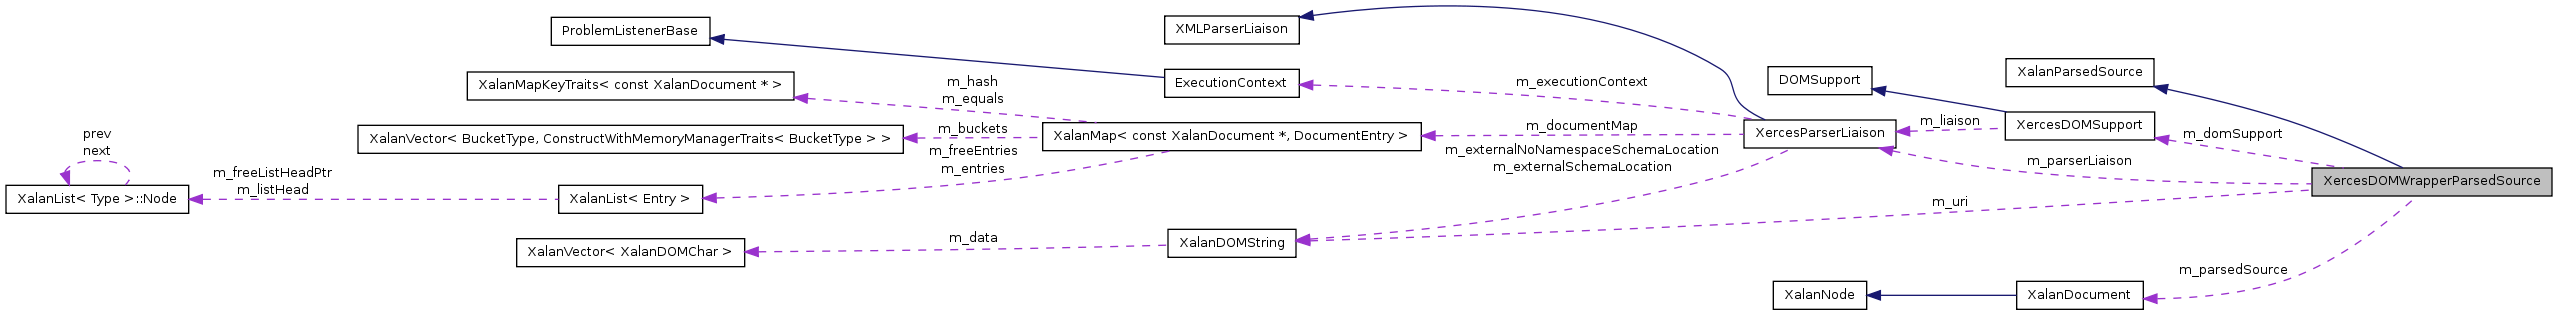 ProblemListenerBase
XMLParserLiaison
XalanMapKeyTraits< const XalanDocument * >
m_hash
m_equals
ExecutionContext
m_executionContext
DOMSupport
XalanParsedSource
prev
next
XalanVector< BucketType, ConstructWithMemoryManagerTraits< BucketType > >
m_buckets
XalanMap< const XalanDocument *, DocumentEntry >
m_documentMap
XercesParserLiaison
m_liaison
XercesDOMSupport
m_domSupport
m_freeEntries
m_entries
m_externalNoNamespaceSchemaLocation
m_externalSchemaLocation
m_parserLiaison
XercesDOMWrapperParsedSource
XalanList< Type >::Node
m_freeListHeadPtr
m_listHead
XalanList< Entry >
m_uri
XalanVector< XalanDOMChar >
m_data
XalanDOMString
m_parsedSource
XalanNode
XalanDocument